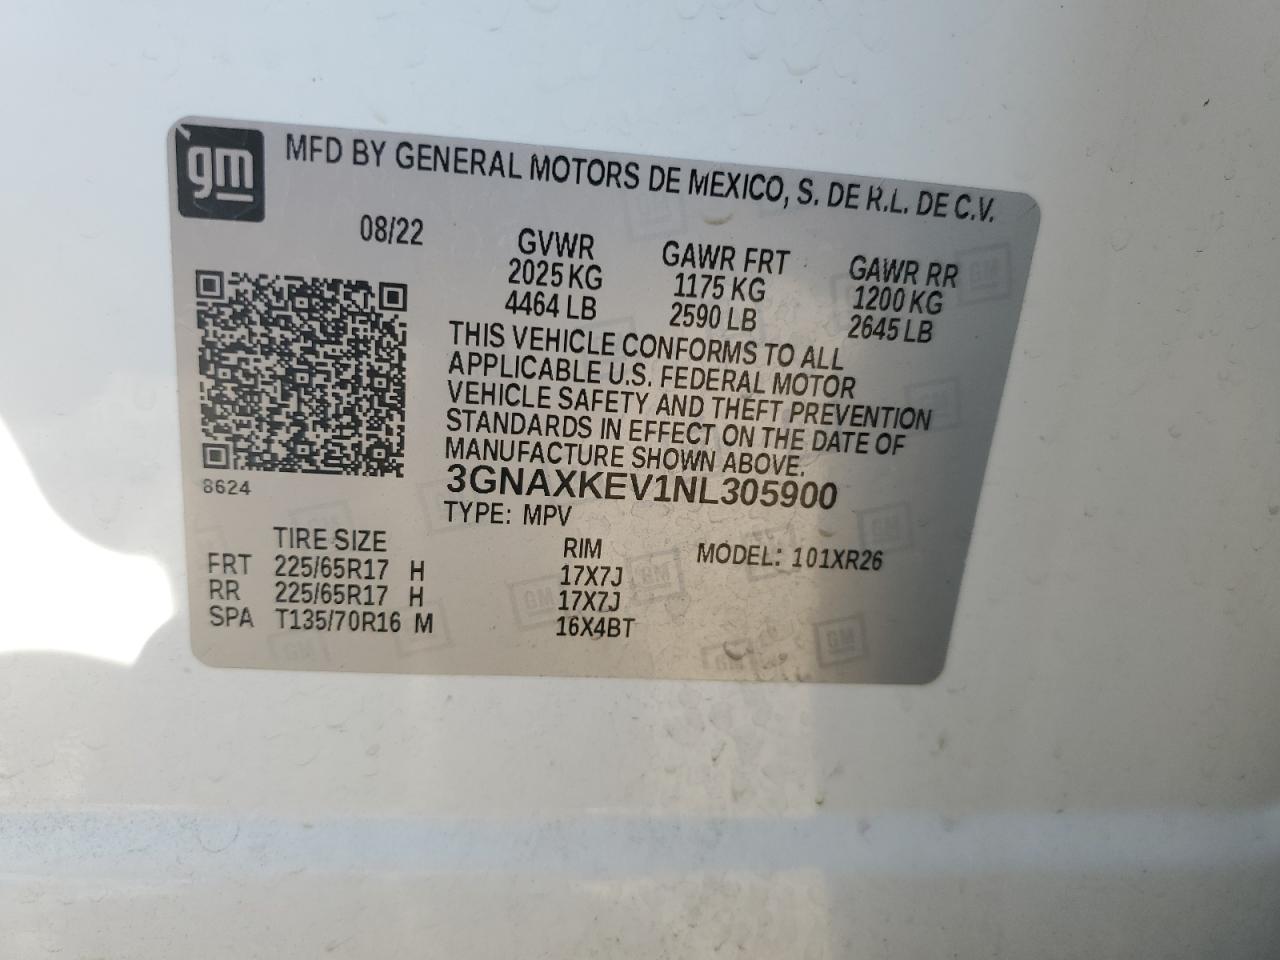 gm
MFD BY GENERAL MOTORS DE MEXICO, S. DE R.L. DE C.V.
08/22
GVWR GAWR FRT GAWR RR
2025 KG 1175 KG 1200 KG
4464 LB 2590 LB 2645 LB
THIS VEHICLE CONFORMS TO ALL
APPLICABLE U.S. FEDERAL MOTOR
VEHICLE SAFETY AND THEFT PREVENTION
STANDARDS IN EFFECT ON THE DATE OF
MANUFACTURE SHOWN ABOVE.
8624
3GNAXKEV1NL305900
TYPE: MPV
TIRE SIZE RIM MODEL: 101XR26
FRT 225/65R17 H 17X7J
RR 225/65R17 H 17X7J
SPA T135/70R16 M 16X4BT